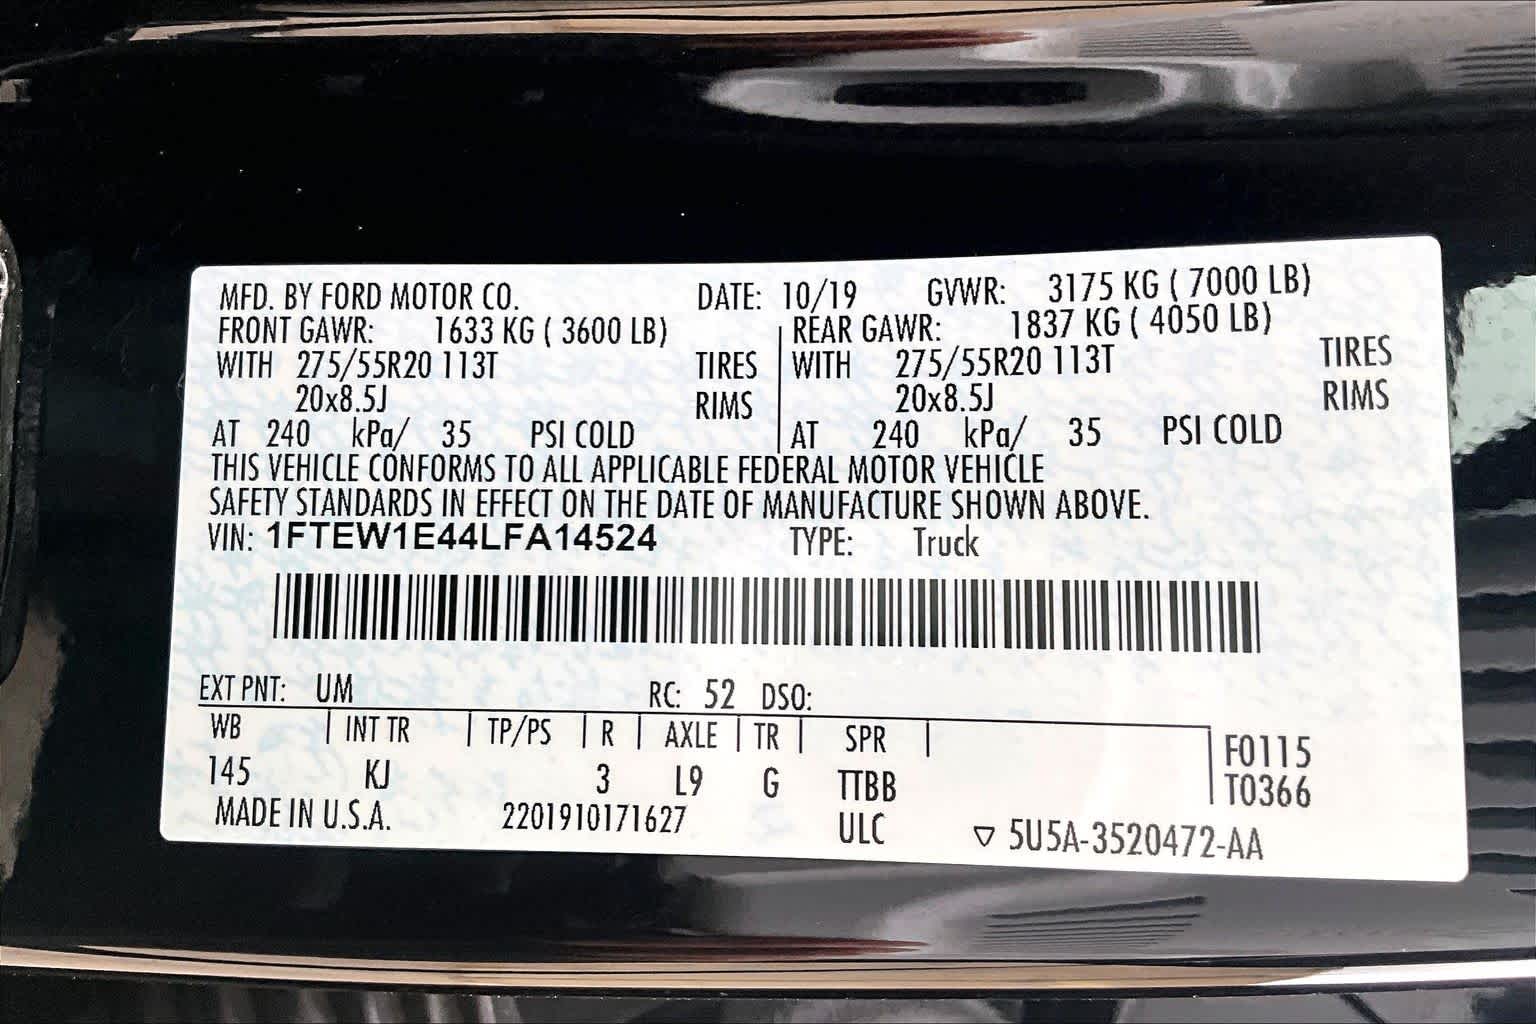 MFD. BY FORD MOTOR CO. DATE: 10/19 GVWR: 3175 KG ( 7000 LB)
FRONT GAWR: 1633 KG ( 3600 LB) REAR GAWR: 1837 KG ( 4050 LB)
WITH 275/55R20 113T TIRES WITH 275/55R20 113T TIRES
20x8.5J RIMS 20x8.5J RIMS
AT 240 kPa/ 35 PSI COLD AT 240 kPa/ 35 PSI COLD
THIS VEHICLE CONFORMS TO ALL APPLICABLE FEDERAL MOTOR VEHICLE
SAFETY STANDARDS IN EFFECT ON THE DATE OF MANUFACTURE SHOWN ABOVE.
VIN: 1FTEW1E44LFA14524 TYPE: Truck
EXT PNT: UM RC: 52 DSO:
WB INT TR TP/PS R AXLE TR SPR F0115
145 KJ 3 L9 G TTBB T0366
MADE IN U.S.A. 2201910171627 ULC ▽ 5U5A-3520472-AA